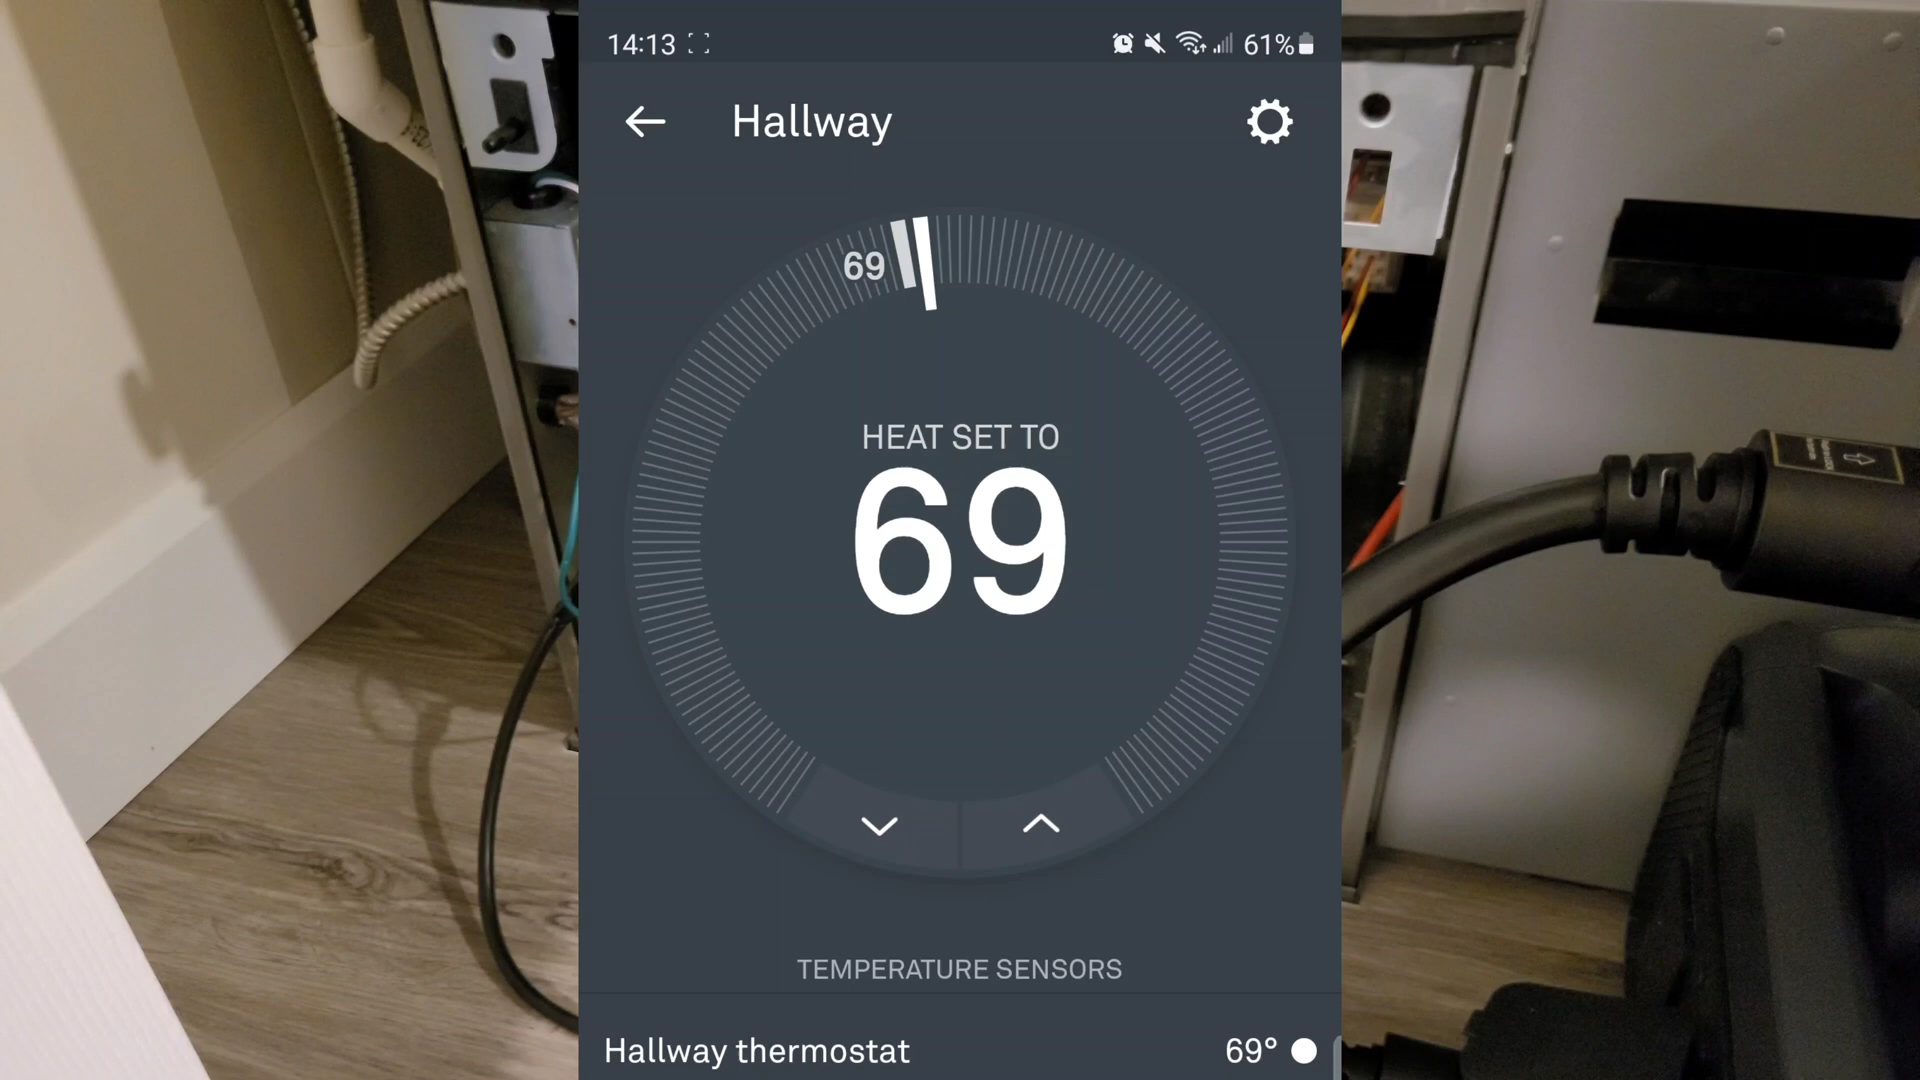 14:13
61%
Hallway
69
HEAT SET TO
69
TEMPERATURE SENSORS
Hallway thermostat
69°